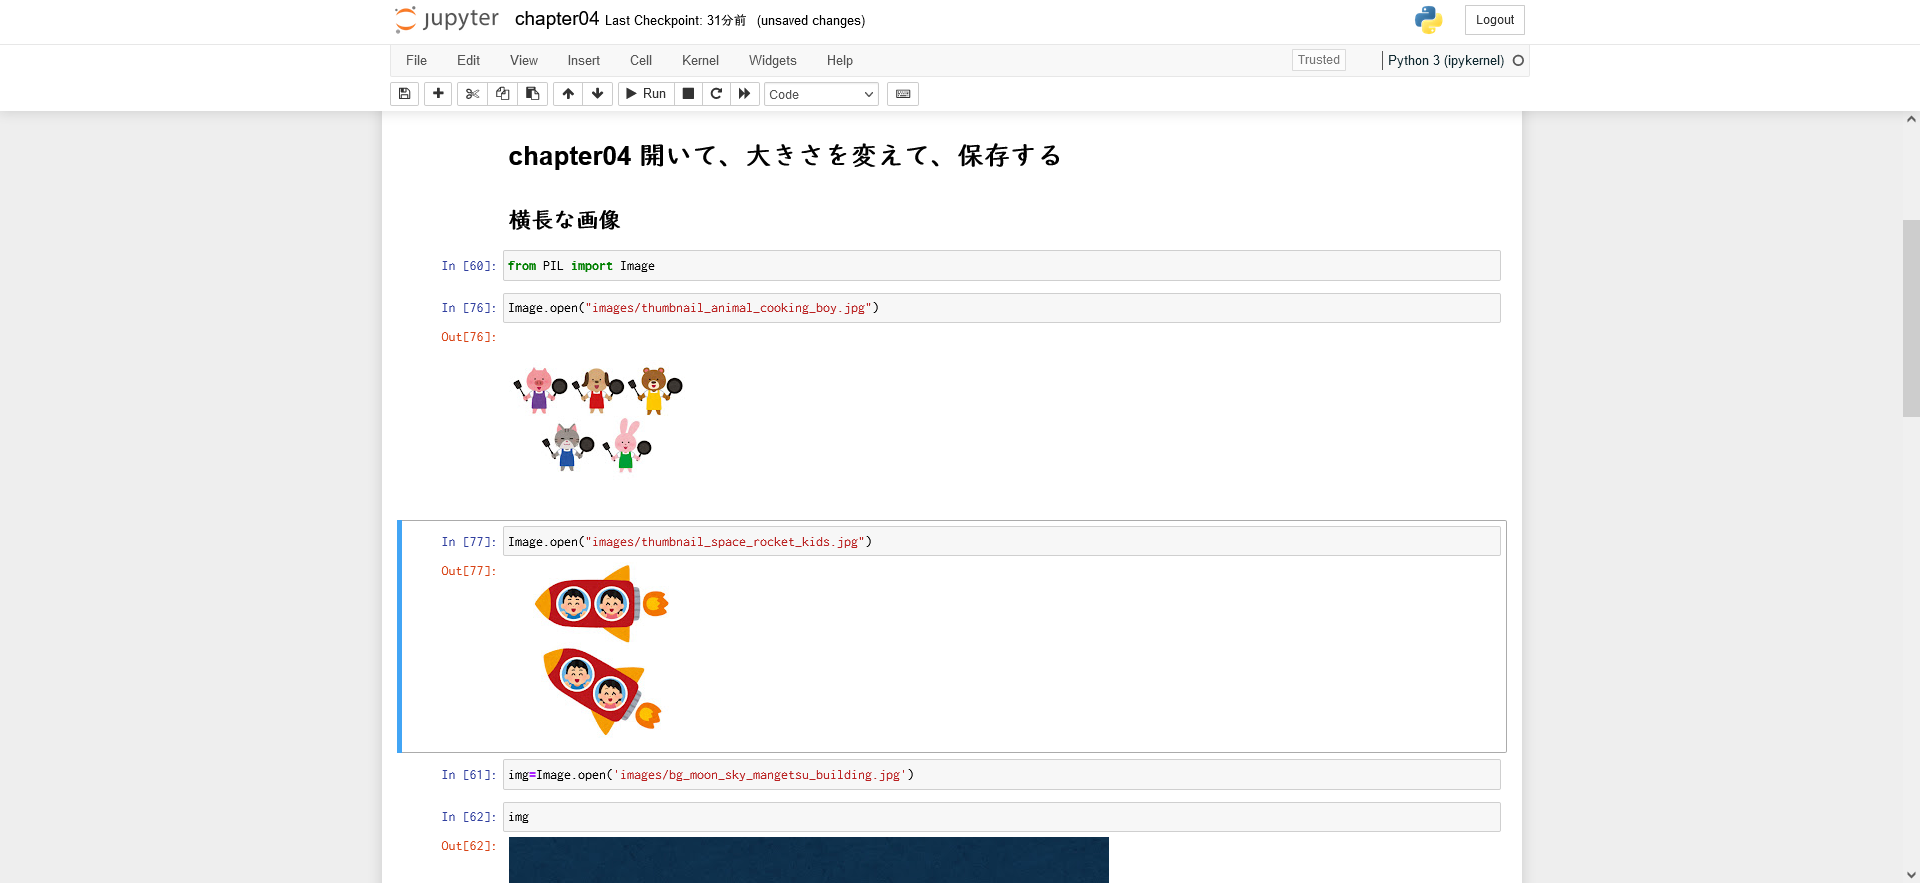 jupyter chapter04 Last Checkpoint: 31分前 (unsaved changes) Logout
File Edit View Insert Cell Kernel Widgets Help Trusted Python 3 (ipykernel)
Run Code
chapter04 開いて、大きさを変えて、保存する
横長な画像
In [60]: from PIL import Image
In [76]: Image.open("images/thumbnail_animal_cooking_boy.jpg")
Out[76]:
In [77]: Image.open("images/thumbnail_space_rocket_kids.jpg")
Out[77]:
In [61]: img=Image.open('images/bg_moon_sky_mangetsu_building.jpg')
In [62]: img
Out[62]: